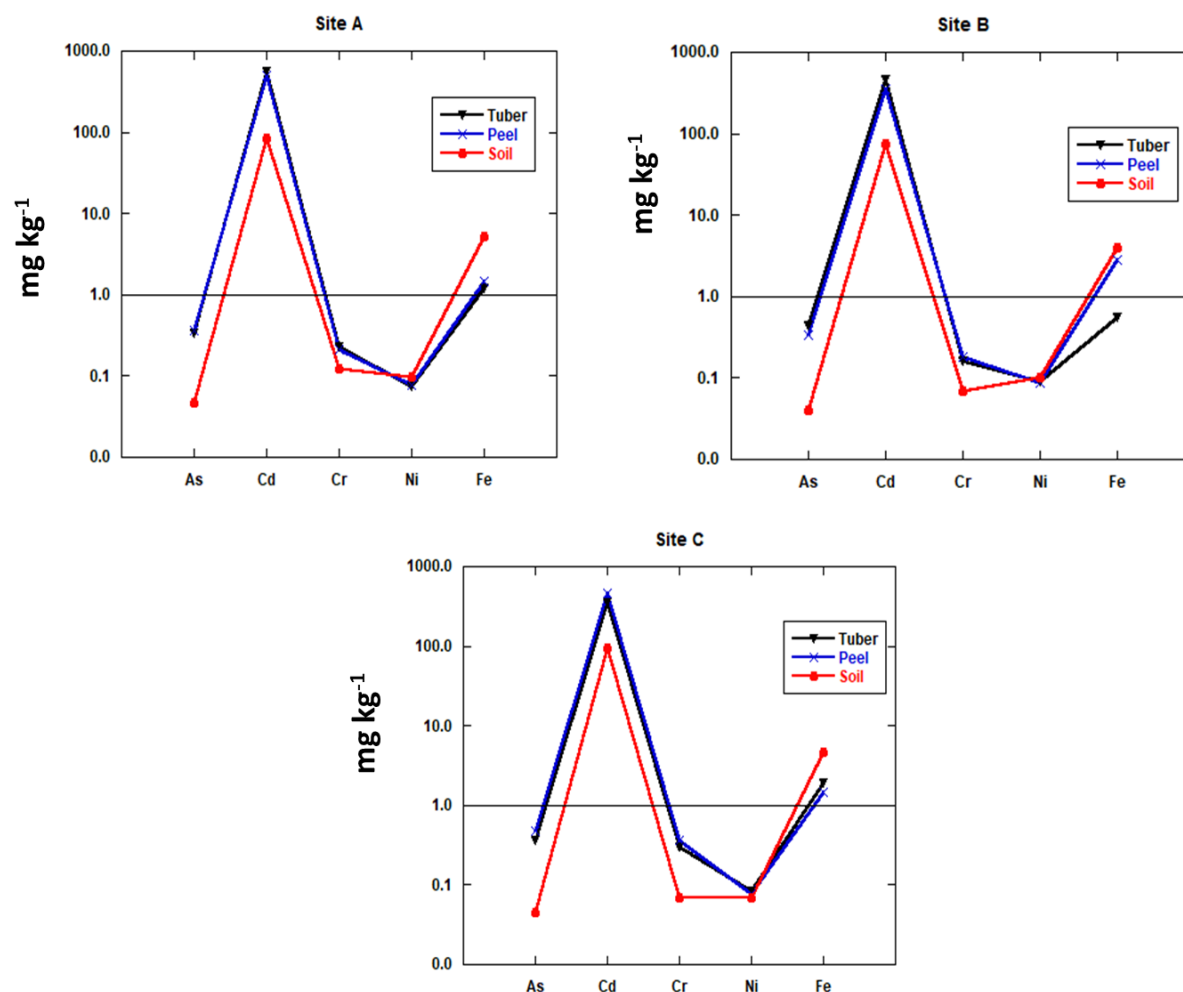 Site A
1000.0
100.0
10.0
1.0
0.1
0.0
mg kg-1
Tuber
Peel
Soil
As Cd Cr Ni Fe
Site B
1000.0
100.0
10.0
1.0
0.1
0.0
mg kg-1
Tuber
Peel
Soil
As Cd Cr Ni Fe
Site C
1000.0
100.0
10.0
1.0
0.1
0.0
mg kg-1
Tuber
Peel
Soil
As Cd Cr Ni Fe